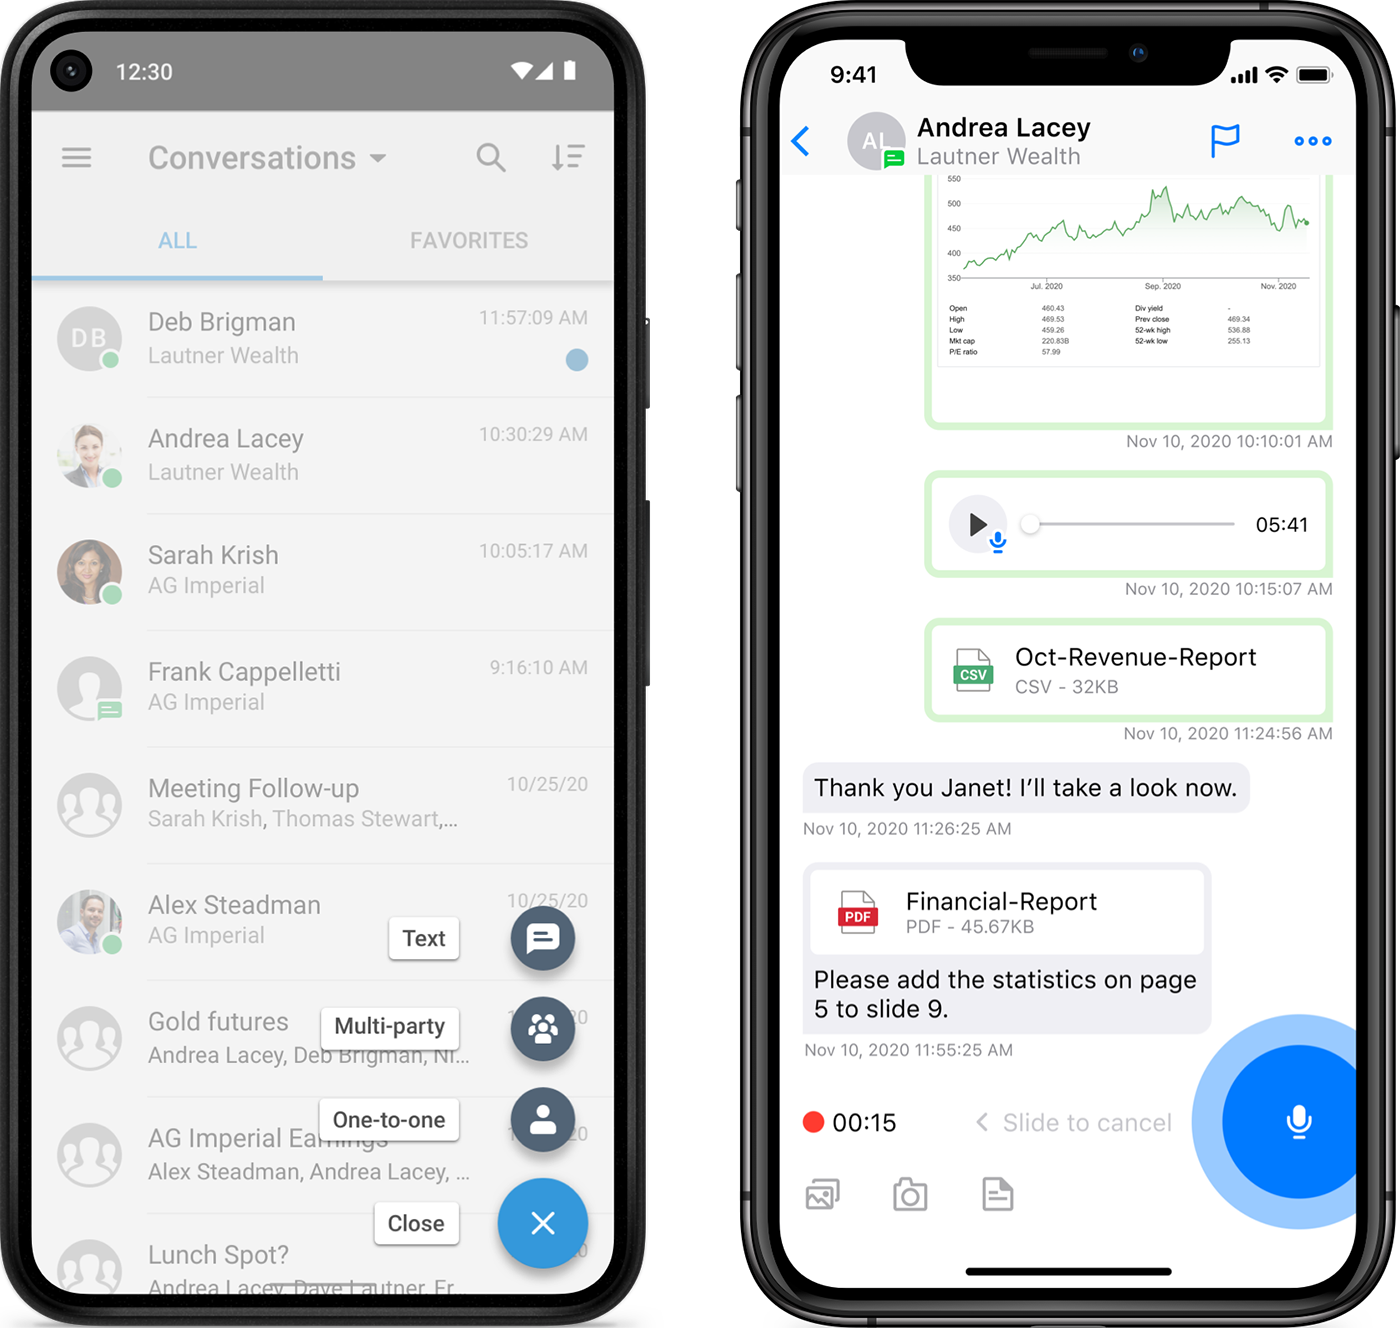 12:30
Conversations
ALL
FAVORITES
DB
Deb Brigman
11:57:09 AM
Lautner Wealth
Andrea Lacey
10:30:29 AM
Lautner Wealth
Sarah Krish
10:05:17 AM
AG Imperial
Frank Cappelletti
9:16:10 AM
AG Imperial
Meeting Follow-up
10/25/20
Sarah Krish, Thomas Stewart,...
Alex Steadman
10/25/20
AG Imperial
Text
Gold futures
Multi-party
Andrea Lacey, Deb Brigman, Ni...
One-to-one
AG Imperial Earnings
Alex Steadman, Andrea Lacey, ...
Close
Lunch Spot?
Andrea Lacey, Dave Lautner, Er...
9:41
AL
Andrea Lacey
Lautner Wealth
550
500
450
400
350
Jul. 2020
Sep. 2020
Nov. 2020
Open 460.43 Div yield -
High 469.53 Prev close 469.34
Low 459.26 52-wk high 536.88
Mkt cap 220.83B 52-wk low 255.13
P/E ratio 57.99
Nov 10, 2020 10:10:01 AM
05:41
Nov 10, 2020 10:15:07 AM
CSV
Oct-Revenue-Report
CSV - 32KB
Nov 10, 2020 11:24:56 AM
Thank you Janet! I’ll take a look now.
Nov 10, 2020 11:26:25 AM
PDF
Financial-Report
PDF - 45.67KB
Please add the statistics on page
5 to slide 9.
Nov 10, 2020 11:55:25 AM
00:15
Slide to cancel